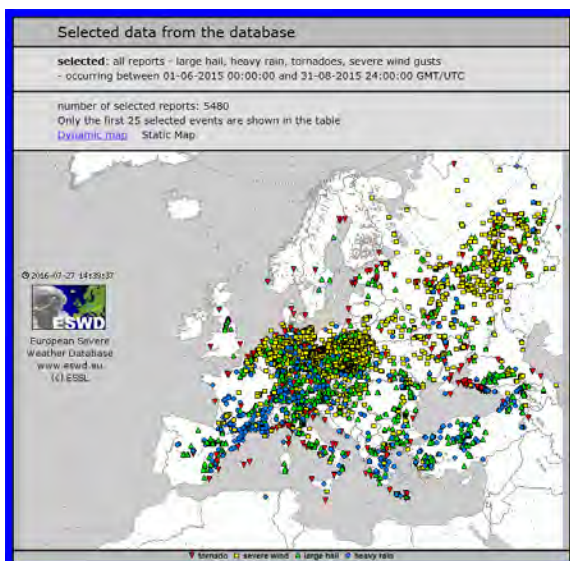 Selected data from the database
selected: all reports - large hail, heavy rain, tornadoes, severe wind gusts
- occurring between 01-06-2015 00:00:00 and 31-08-2015 24:00:00 GMT/UTC
number of selected reports: 5480
Only the first 25 selected events are shown in the table
Dynamic map Static Map
2016-07-27 14:39:37
ESWD
European Severe
Weather Database
www.eswd.eu
(c) ESSL
tornado severe wind large hail heavy rain